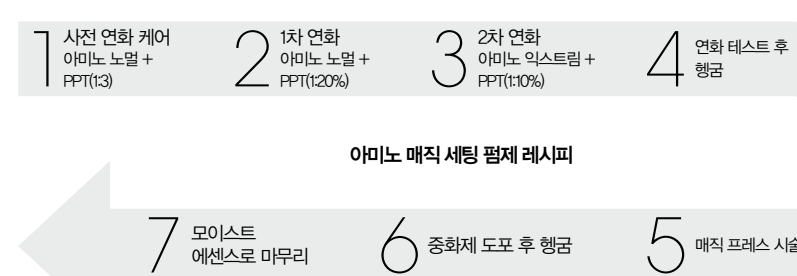 1
사전 연화 케어
아미노 노멀 +
PPT(1:3)
2
1차 연화
아미노 노멀 +
PPT(1:20%)
3
2차 연화
아미노 익스트림 +
PPT(1:10%)
4
연화 테스트 후
헹굼
아미노 매직 세팅 펌제 레시피
7
모이스트
에센스로 마무리
6
중화제 도포 후 헹굼
5
매직 프레스 시술